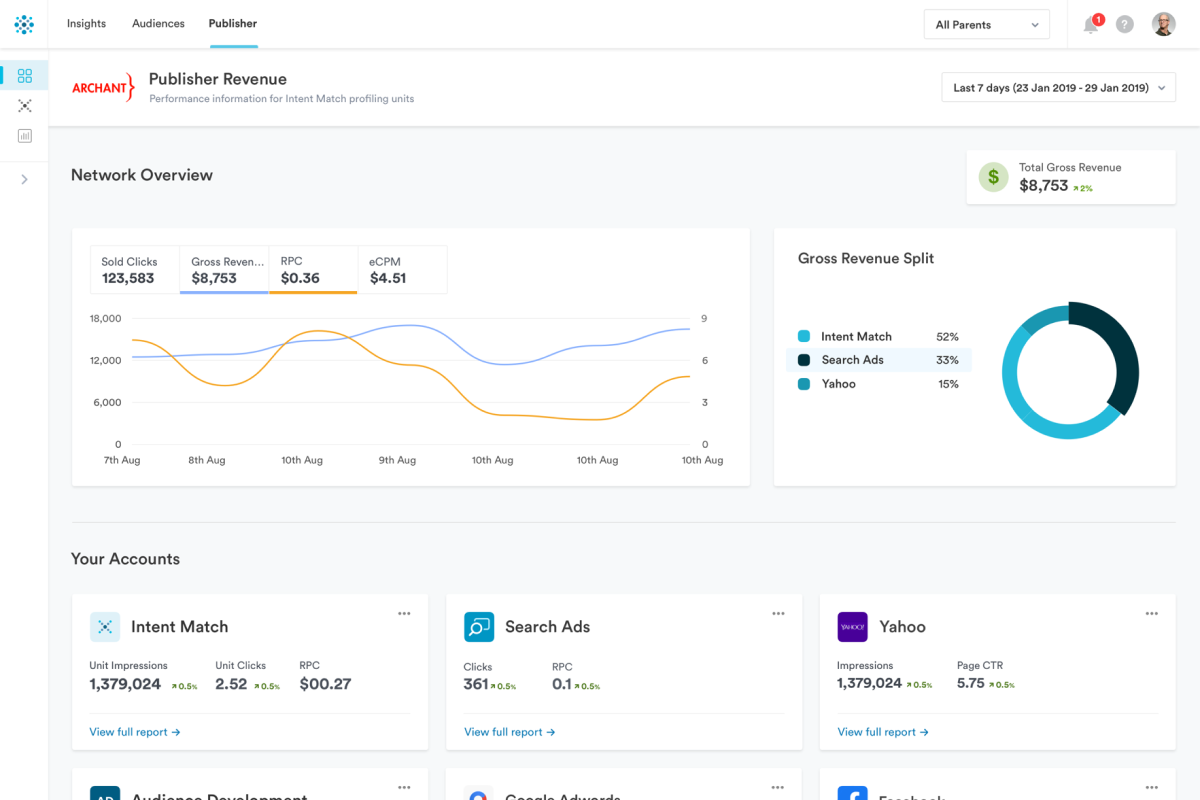 Insights Audiences Publisher All Parents 1 ?
ARCHANT Publisher Revenue
Performance information for Intent Match profiling units
Last 7 days (23 Jan 2019 - 29 Jan 2019)
Network Overview
$ Total Gross Revenue
$8,753 2%
Sold Clicks Gross Reven... RPC eCPM
123,583 $8,753 $0.36 $4.51
18,000 9
12,000 6
6,000 3
0 0
7th Aug 8th Aug 10th Aug 9th Aug 10th Aug 10th Aug 10th Aug
Gross Revenue Split
Intent Match 52%
Search Ads 33%
Yahoo 15%
Your Accounts
Intent Match
Unit Impressions Unit Clicks RPC
1,379,024 0.5% 2.52 0.5% $00.27
View full report →
Search Ads
Clicks RPC
361 0.5% 0.1 0.5%
View full report →
YAHOO! Yahoo
Impressions Page CTR
1,379,024 0.5% 5.75 0.5%
View full report →
AD Audience Development
Google Adwords
Facebook